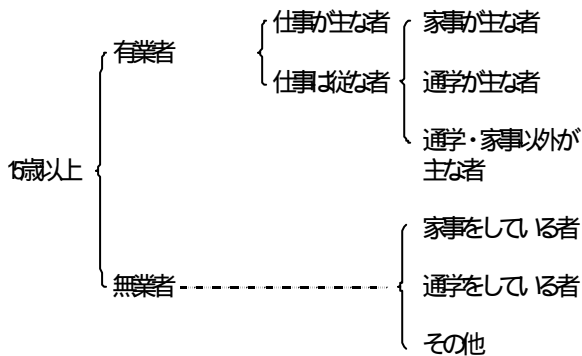 仕事が主な者
家事が主な者
有業者
仕事は従な者
通学が主な者
通学・家事以外が
主な者
15歳以上
家事をしている者
無業者
通学をしている者
その他